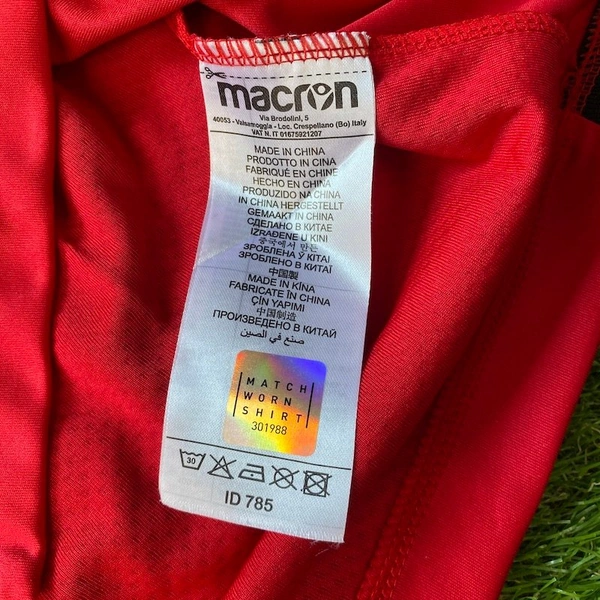 macron
Via Brodolini, 5
40053 - Valsamoggia - Loc. Crespellano (Bo) Italy
VAT N. IT 01675921207
MADE IN CHINA
PRODOTTO IN CINA
FABRIQUÉ EN CHINE
HECHO EN CHINA
PRODUZIDO NA CHINA
IN CHINA HERGESTELLT
GEMAAKT IN CHINA
СДЕЛАНО В КИТАЕ
IZRAĐENE U KINI
중국에서 만든
ЗРОБЛЕНА У КІТАІ
ЗРОБЛЕНО В КИТАЇ
中国製
MADE IN KÍNA
FABRICATE ÎN CHINA
ÇİN YAPIMI
中国制造
ПРОИЗВЕДЕНО В КИТАЙ
صنع في الصين
MATCH
WORN
SHIRT
301988
30
ID 785